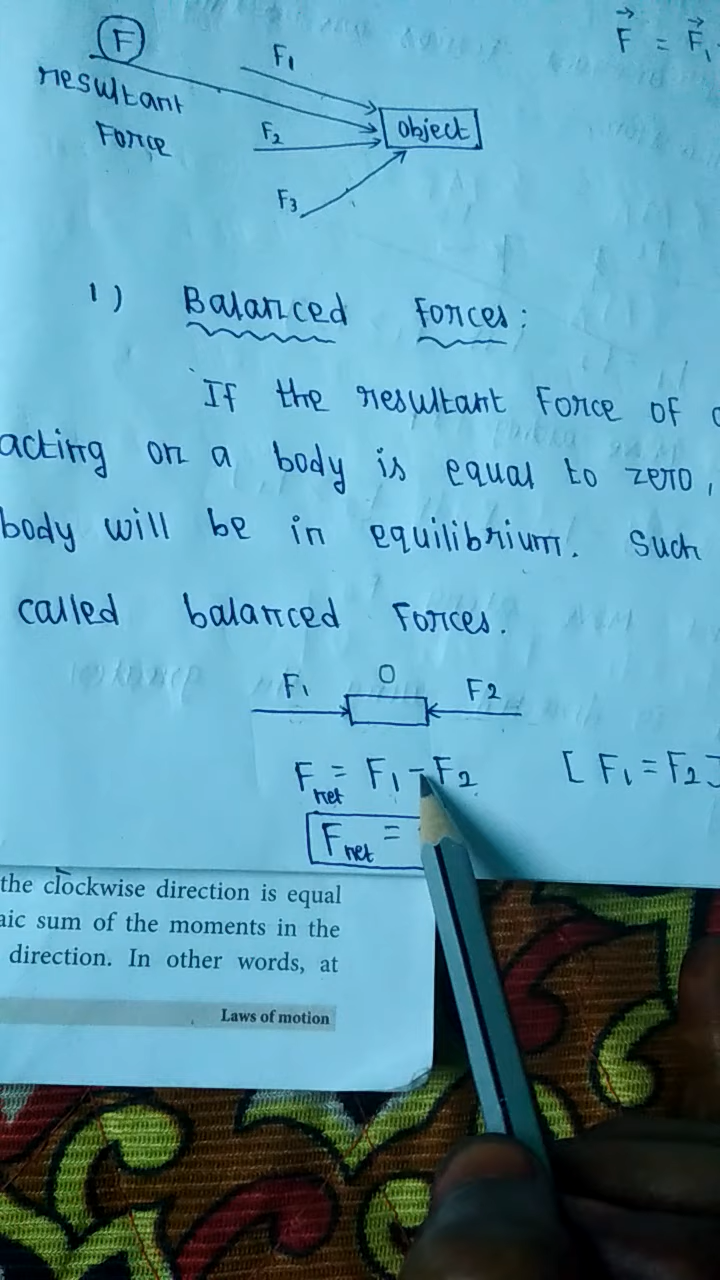 F
F→ = F→₁
resultant
Force
F₁
F₂
F₃
object
1) Balanced Forces:
If the resultant Force of
acting on a body is equal to zero,
body will be in equilibrium. Such
called balanced Forces.
F₁ O F2
Fnet = F₁ - F₂ [F₁ = F₂]
Fnet =
the clockwise direction is equal
aic sum of the moments in the
direction. In other words, at
Laws of motion